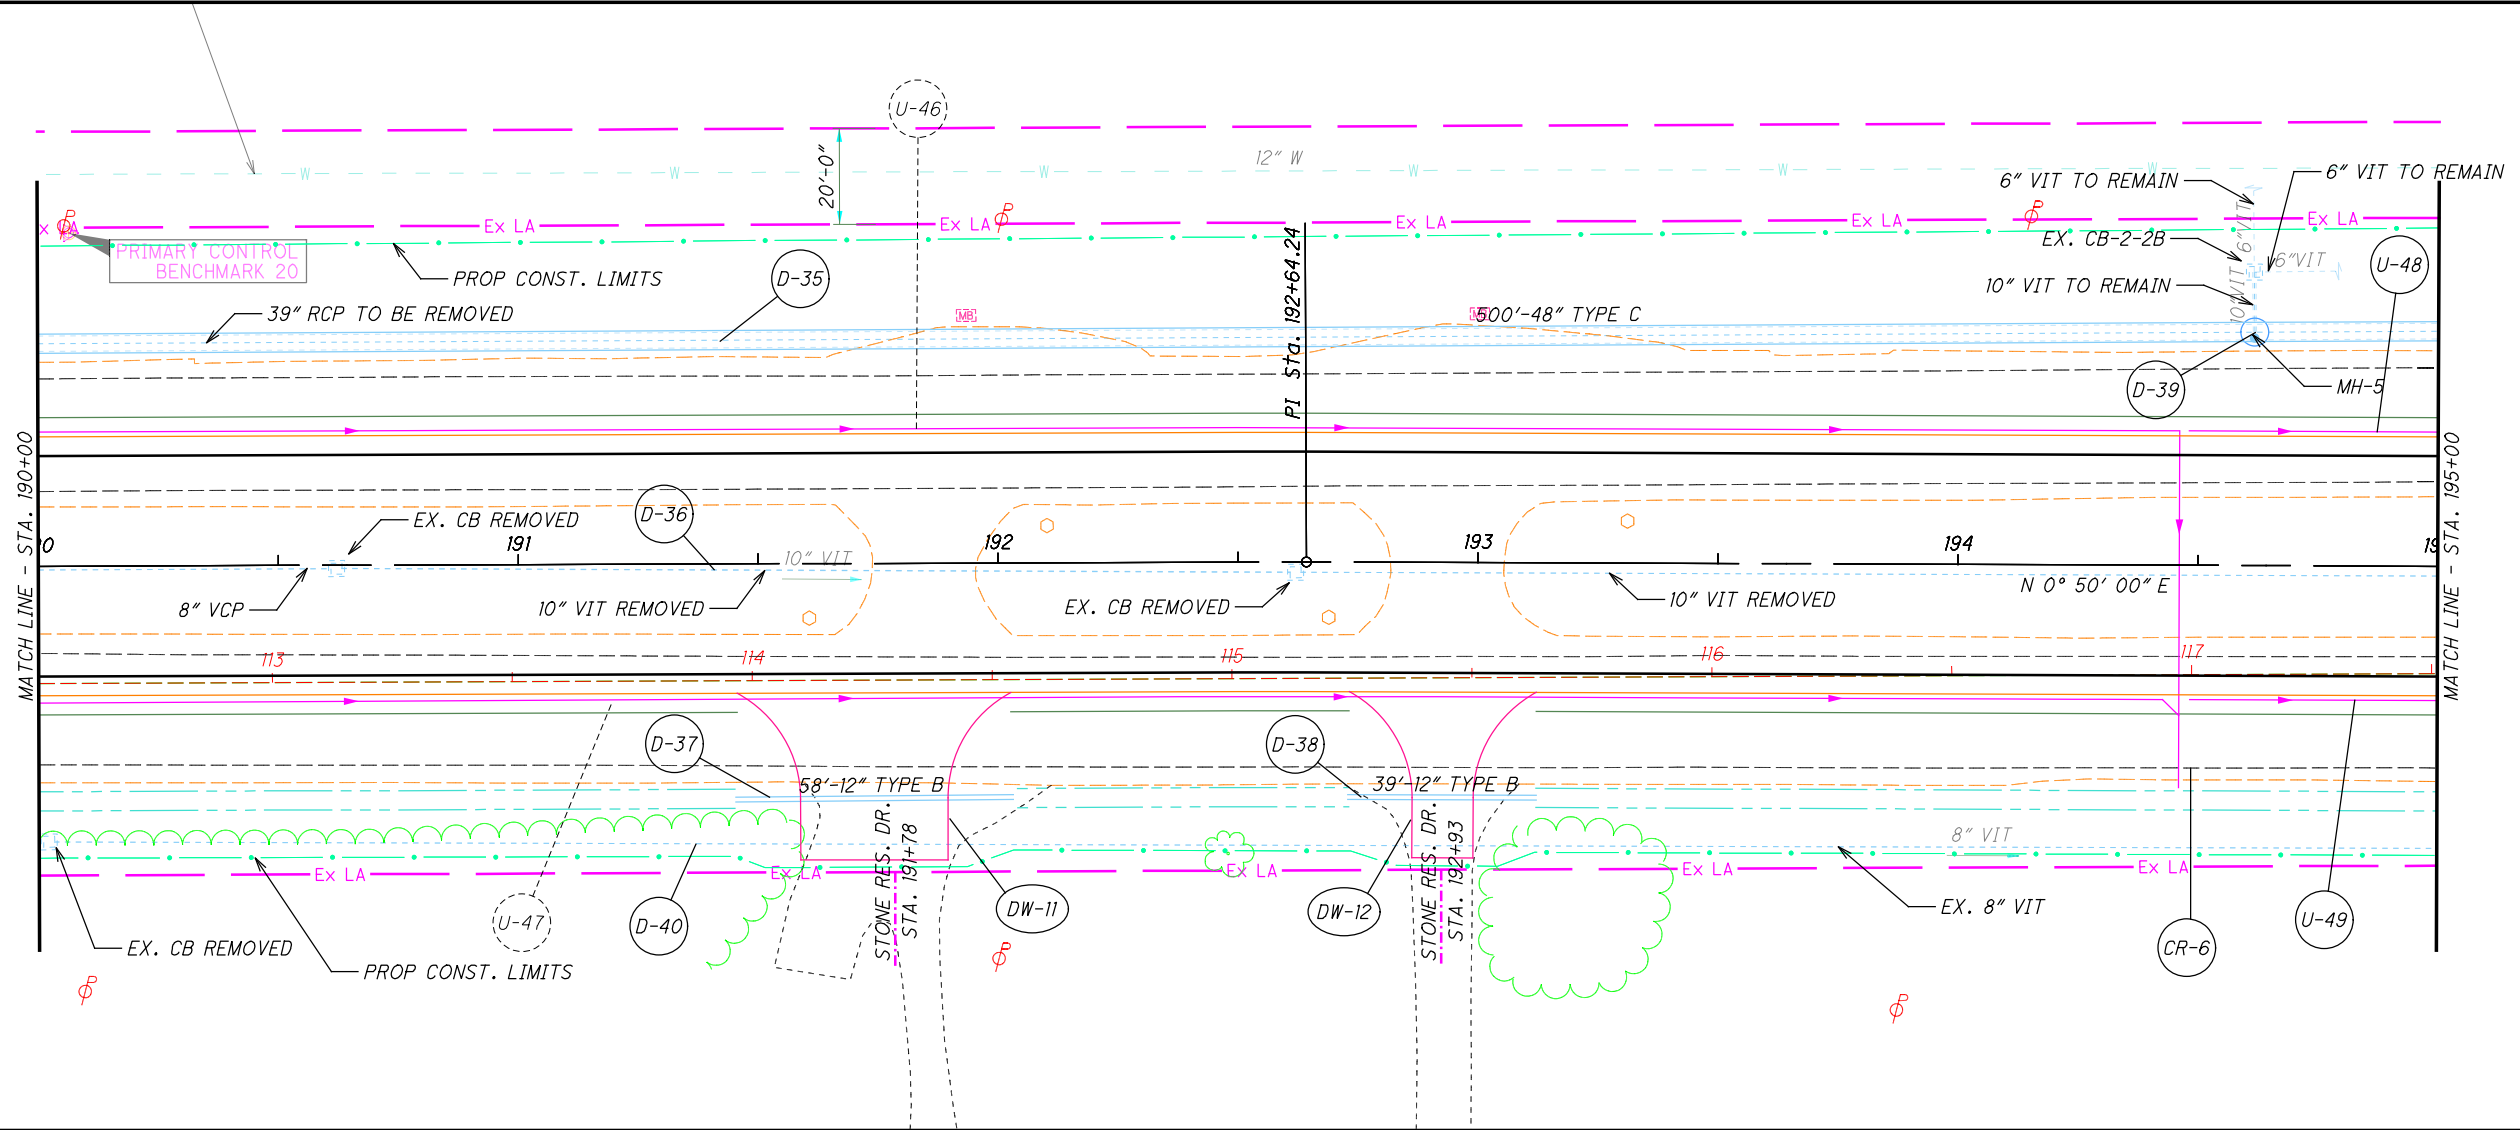 U-46
20'-0"
W
W
12" W
W
W
W
W
6" VIT TO REMAIN
6" VIT TO REMAIN
Ex LA
Ex LA
Ex LA
Ex LA
Ex LA
x LA
P
P
P
PRIMARY CONTROL
BENCHMARK 20
PROP CONST. LIMITS
D-35
PI Sta. 192+64.24
EX. CB-2-2B
6"VIT
6"VIT
10"VIT
U-48
10" VIT TO REMAIN
39" RCP TO BE REMOVED
MB
MB
500'-48" TYPE C
D-39
MH-5
MATCH LINE - STA. 190+00
MATCH LINE - STA. 195+00
D-36
EX. CB REMOVED
0
191
192
193
194
19
10" VIT
8" VCP
10" VIT REMOVED
EX. CB REMOVED
10" VIT REMOVED
N 0° 50' 00" E
113
114
115
116
117
D-37
D-38
58'-12" TYPE B
39'-12" TYPE B
STONE RES. DR.
STA. 191+78
STONE RES. DR.
STA. 192+93
8" VIT
Ex LA
Ex LA
Ex LA
Ex LA
Ex LA
U-47
D-40
DW-11
DW-12
EX. 8" VIT
U-49
CR-6
EX. CB REMOVED
PROP CONST. LIMITS
P
P
P